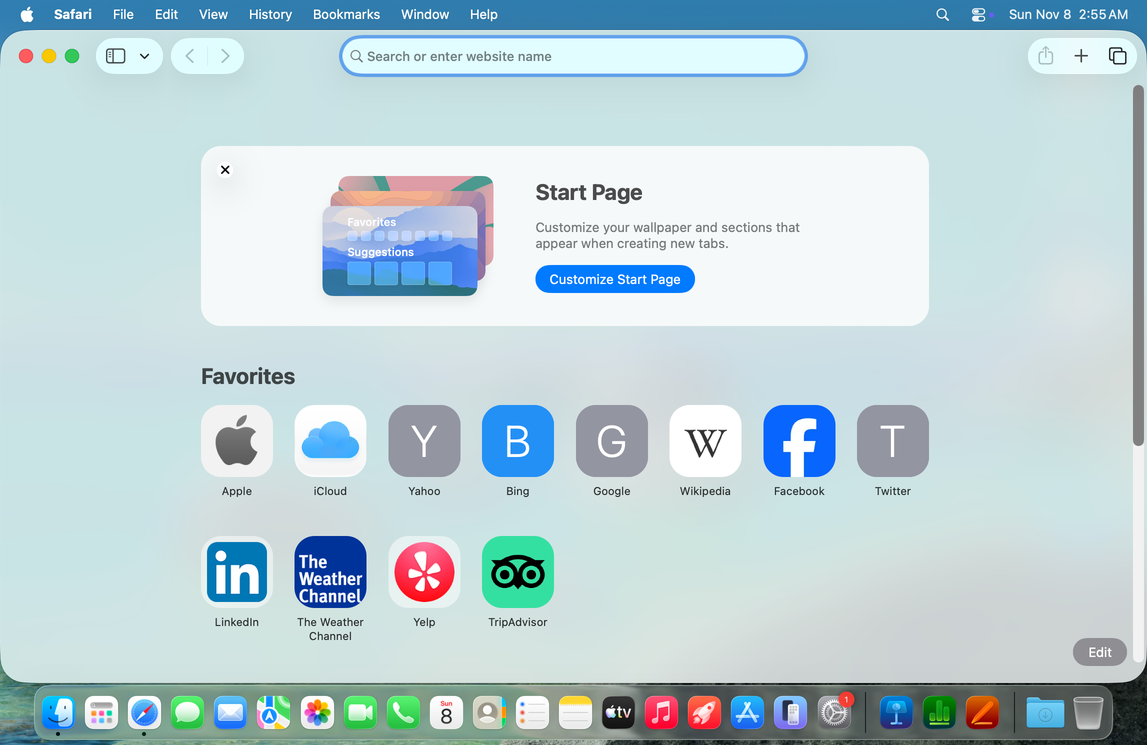 Safari File Edit View History Bookmarks Window Help Sun Nov 8 2:55 AM
Search or enter website name
Favorites
Suggestions
Start Page
Customize your wallpaper and sections that
appear when creating new tabs.
Customize Start Page
Favorites
Y B G W T
Apple iCloud Yahoo Bing Google Wikipedia Facebook Twitter
in
The
Weather
Channel
LinkedIn The Weather Channel Yelp TripAdvisor
Edit
Sun
8
tv
1